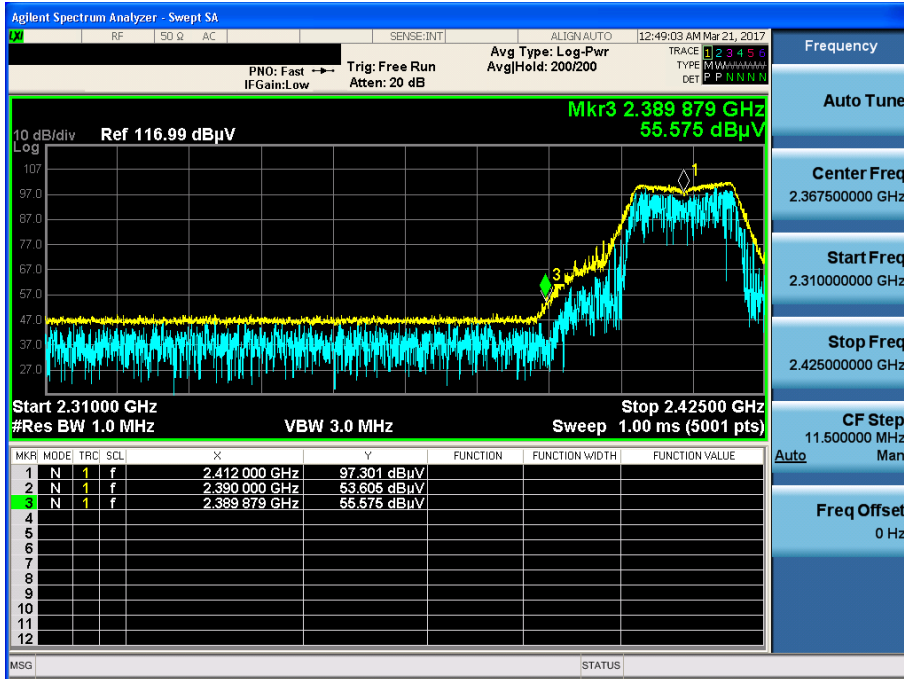 Agilent Spectrum Analyzer - Swept SA
LXI RF 50 Ω AC SENSE:INT ALIGN AUTO 12:49:03 AM Mar 21, 2017
PNO: Fast
IFGain:Low
Trig: Free Run
Atten: 20 dB
Avg Type: Log-Pwr
Avg|Hold: 200/200
TRACE 1 2 3 4 5 6
TYPE M W W W W W
DET P P N N N N
Mkr3 2.389 879 GHz
55.575 dBµV
10 dB/div Ref 116.99 dBµV
Log
107
97.0
87.0
77.0
67.0
57.0
47.0
37.0
27.0
1
3
Start 2.31000 GHz Stop 2.42500 GHz
#Res BW 1.0 MHz VBW 3.0 MHz Sweep 1.00 ms (5001 pts)
MKR MODE TRC SCL X Y FUNCTION FUNCTION WIDTH FUNCTION VALUE
1 N 1 f 2.412 000 GHz 97.301 dBµV
2 N 1 f 2.390 000 GHz 53.605 dBµV
3 N 1 f 2.389 879 GHz 55.575 dBµV
4
5
6
7
8
9
10
11
12
MSG STATUS
Frequency
Auto Tune
Center Freq
2.367500000 GHz
Start Freq
2.310000000 GHz
Stop Freq
2.425000000 GHz
CF Step
11.500000 MHz
Auto Man
Freq Offset
0 Hz